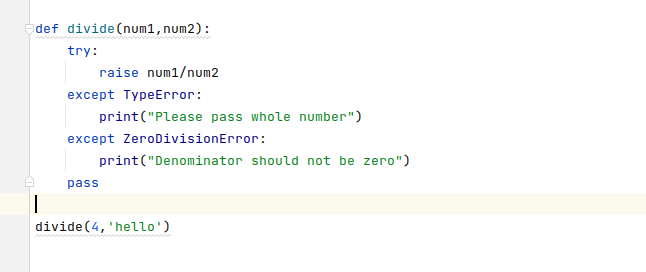 def divide(num1,num2):
    try:
        raise num1/num2
    except TypeError:
        print("Please pass whole number")
    except ZeroDivisionError:
        print("Denominator should not be zero")
    pass
divide(4,'hello')